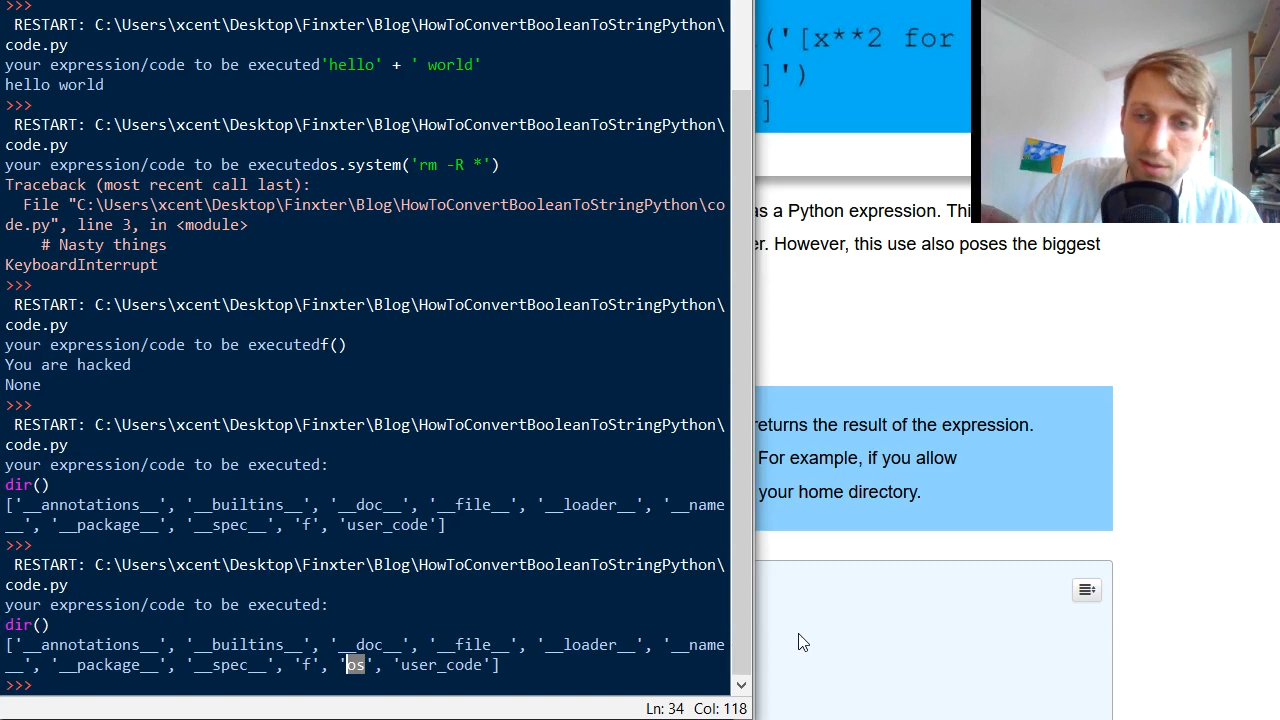 >>>
RESTART: C:\Users\xcent\Desktop\Finxter\Blog\HowToConvertBooleanToStringPython\
code.py
your expression/code to be executed'hello' + ' world'
hello world
>>>
RESTART: C:\Users\xcent\Desktop\Finxter\Blog\HowToConvertBooleanToStringPython\
code.py
your expression/code to be executedos.system('rm -R *')
Traceback (most recent call last):
File "C:\Users\xcent\Desktop\Finxter\Blog\HowToConvertBooleanToStringPython\co
de.py", line 3, in <module>
# Nasty things
KeyboardInterrupt
>>>
RESTART: C:\Users\xcent\Desktop\Finxter\Blog\HowToConvertBooleanToStringPython\
code.py
your expression/code to be executedf()
You are hacked
None
>>>
RESTART: C:\Users\xcent\Desktop\Finxter\Blog\HowToConvertBooleanToStringPython\
code.py
your expression/code to be executed:
dir()
['__annotations__', '__builtins__', '__doc__', '__file__', '__loader__', '__name
__', '__package__', '__spec__', 'f', 'user_code']
>>>
RESTART: C:\Users\xcent\Desktop\Finxter\Blog\HowToConvertBooleanToStringPython\
code.py
your expression/code to be executed:
dir()
['__annotations__', '__builtins__', '__doc__', '__file__', '__loader__', '__name
__', '__package__', '__spec__', 'f', 'os', 'user_code']
>>>
Ln: 34 Col: 118
('[x**2 for
]')
]
as a Python expression. Thi
er. However, this use also poses the biggest
returns the result of the expression.
For example, if you allow
your home directory.